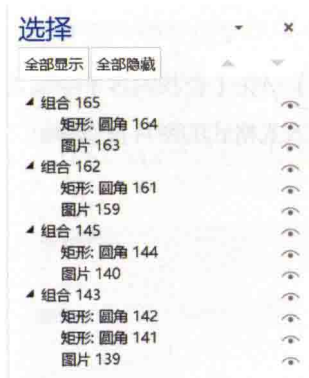 选择
全部显示 全部隐藏
组合 165
矩形: 圆角 164
图片 163
组合 162
矩形: 圆角 161
图片 159
组合 145
矩形: 圆角 144
图片 140
组合 143
矩形: 圆角 142
矩形: 圆角 141
图片 139